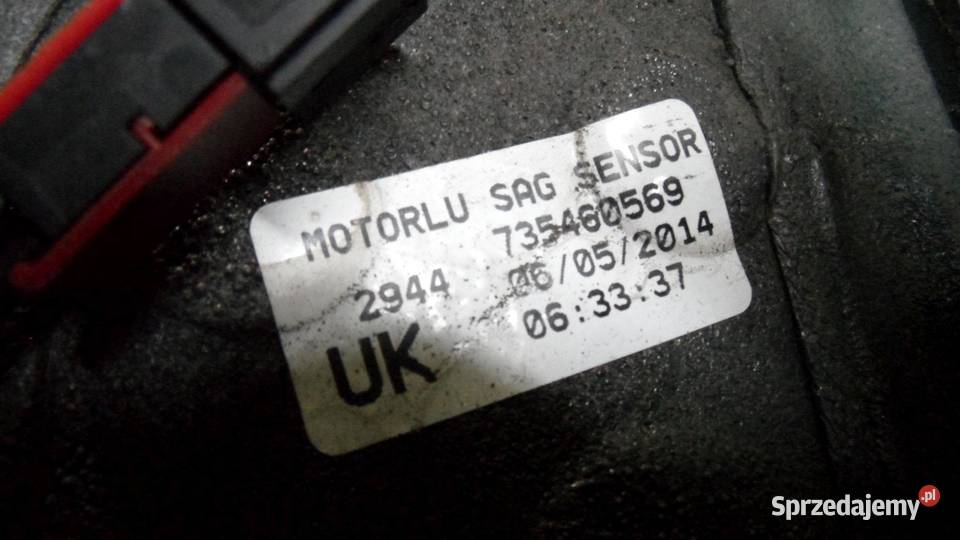 MOTORLU SAG SENSOR
735460569
2944 06/05/2014
UK 06:33:37
Sprzedajemy.pl